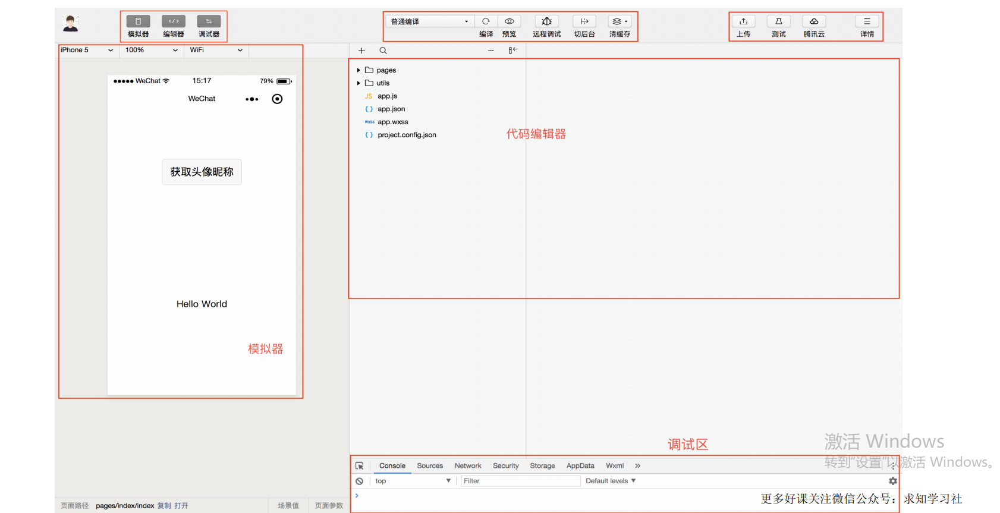 普通编译
模拟器 编辑器 调试器 编译 预览 远程调试 切后台 清缓存 上传 测试 腾讯云 详情
iPhone 5 100% WiFi
WeChat 15:17 79%
WeChat
获取头像昵称
Hello World
模拟器
页面路径 pages/index/index 复制 打开 场景值 页面参数
pages
utils
JS app.js
{ } app.json
wxss app.wxss
{ } project.config.json
代码编辑器
调试区
Console Sources Network Security Storage AppData Wxml
top Filter Default levels
激活 Windows
转到“设置”以激活 Windows。
更多好课关注微信公众号：求知学习社